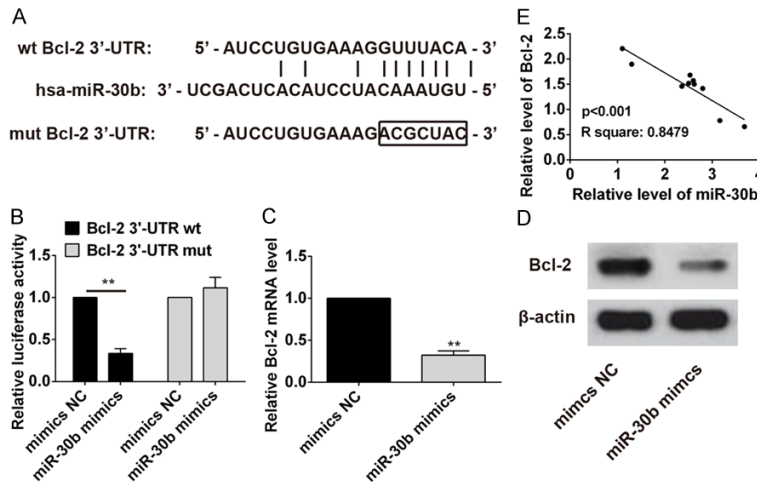 A
wt Bcl-2 3'-UTR: 5' - AUCCUGUGAAAGGUUUACA - 3'
hsa-miR-30b: 3' - UCGACUCACAUCCUACAAAUGU - 5'
mut Bcl-2 3'-UTR: 5' - AUCCUGUGAAAGACGCUAC - 3'
E
Relative level of Bcl-2
2.5
2.0
1.5
1.0
0.5
0.0
p<0.001
R square: 0.8479
0 1 2 3 4
Relative level of miR-30b
B
Bcl-2 3'-UTR wt
Bcl-2 3'-UTR mut
Relative luciferase activity
1.5
1.0
0.5
0.0
**
mimics NC
miR-30b mimics
mimics NC
miR-30b mimics
C
Relative Bcl-2 mRNA level
1.5
1.0
0.5
0.0
**
mimics NC
miR-30b mimics
D
Bcl-2
β-actin
mimcs NC
miR-30b mimcs